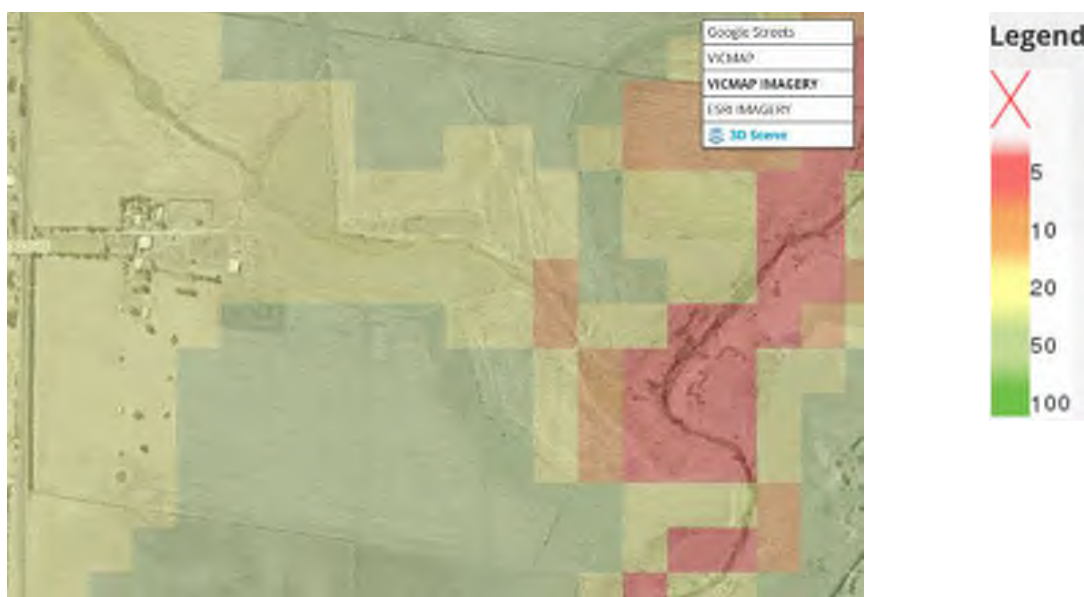 Google Streets
VICMAP
VICMAP IMAGERY
ESRI IMAGERY
3D Scene
Legend
5
10
20
50
100